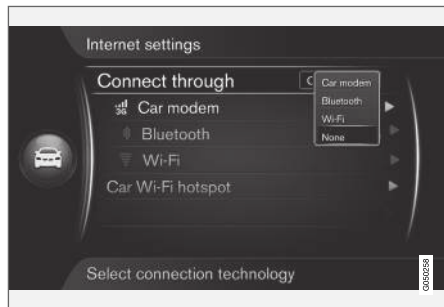 Internet settings
Connect through
Car modem
Bluetooth
Wi-Fi
None
3G Car modem
Bluetooth
Wi-Fi
Car Wi-Fi hotspot
Select connection technology
G050258